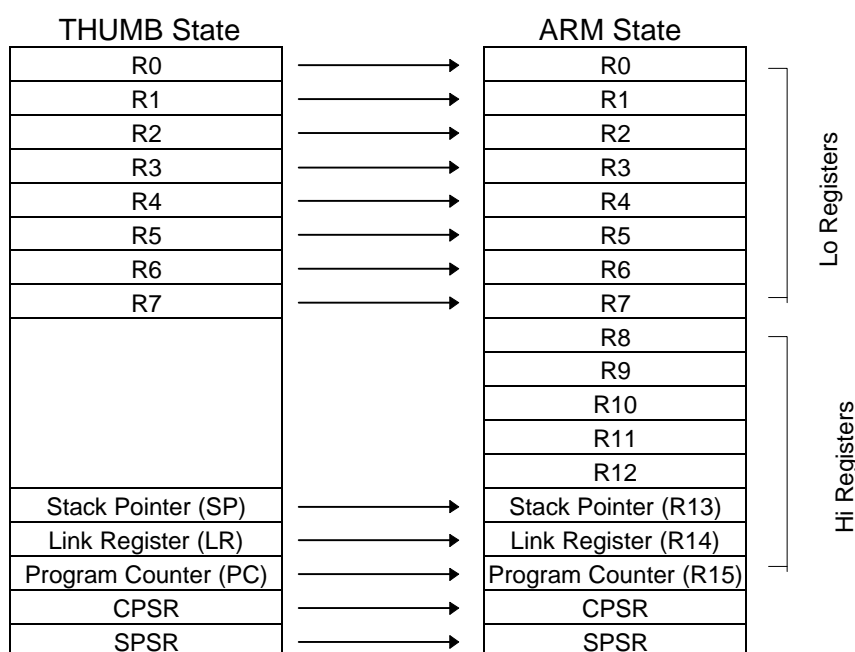 THUMB State
R0
R1
R2
R3
R4
R5
R6
R7
Stack Pointer (SP)
Link Register (LR)
Program Counter (PC)
CPSR
SPSR
ARM State
R0
R1
R2
R3
R4
R5
R6
R7
R8
R9
R10
R11
R12
Stack Pointer (R13)
Link Register (R14)
Program Counter (R15)
CPSR
SPSR
Lo Registers
Hi Registers